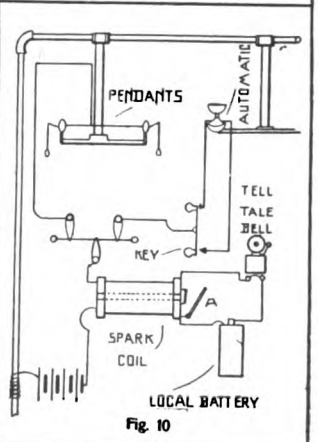 PENDANTS
AUTOMATIC
TELL
TALE
BELL
KEY
A
SPARK
COIL
LOCAL BATTERY
Fig. 10